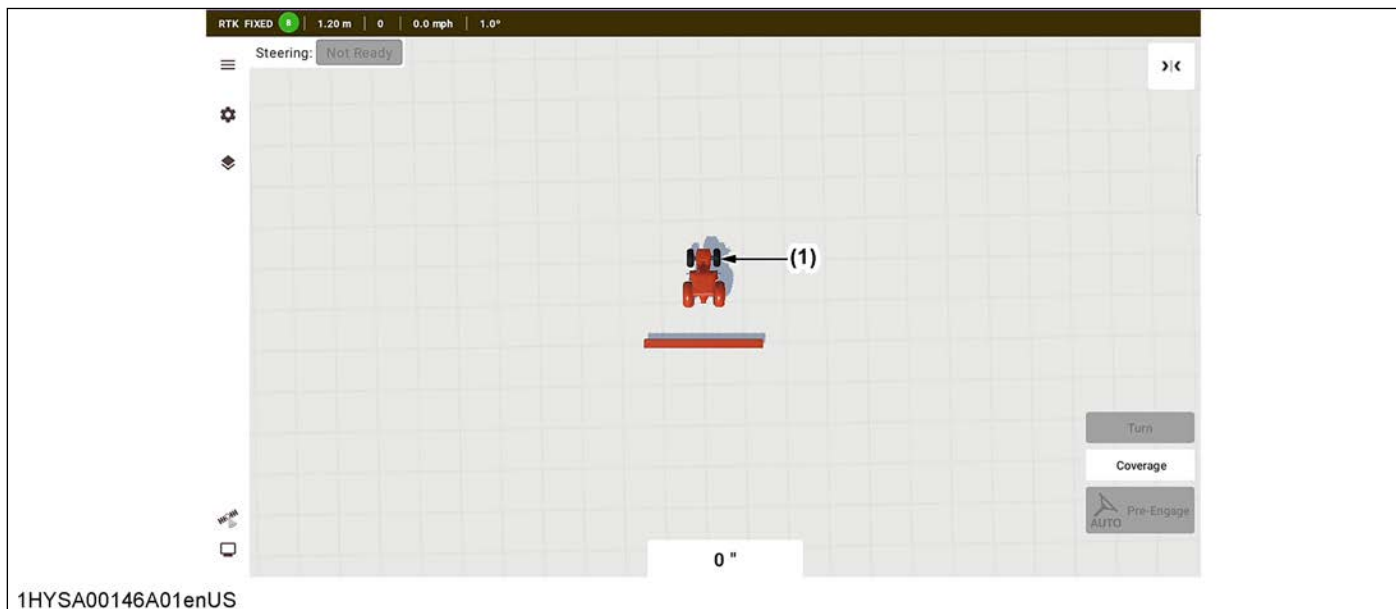 RTK FIXED 8 1.20 m 0 0.0 mph 1.0°
Steering: Not Ready
(1)
Turn
Coverage
AUTO Pre-Engage
0 "
1HYSA00146A01enUS